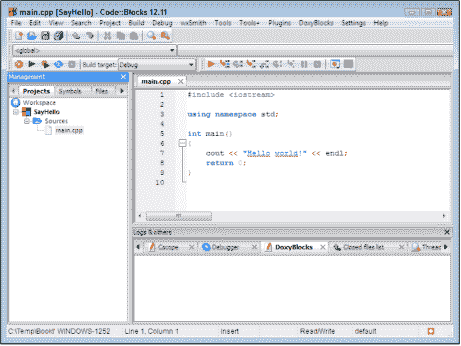 main.cpp [SayHello] - Code::Blocks 12.11
File Edit View Search Project Build Debug wxSmith Tools Tools+ Plugins DoxyBlocks Settings Help
<global>
Build target: Debug
Management
Projects Symbols Files
Workspace
SayHello
Sources
main.cpp
main.cpp
1 #include <iostream>
2
3 using namespace std;
4
5 int main()
6 {
7 cout << "Hello world!" << endl;
8 return 0;
9 }
10
Logs & others
Cscope Debugger DoxyBlocks Closed files list Thread
C:\Temp\Book\ WINDOWS-1252 Line 1, Column 1 Insert Read/Write default